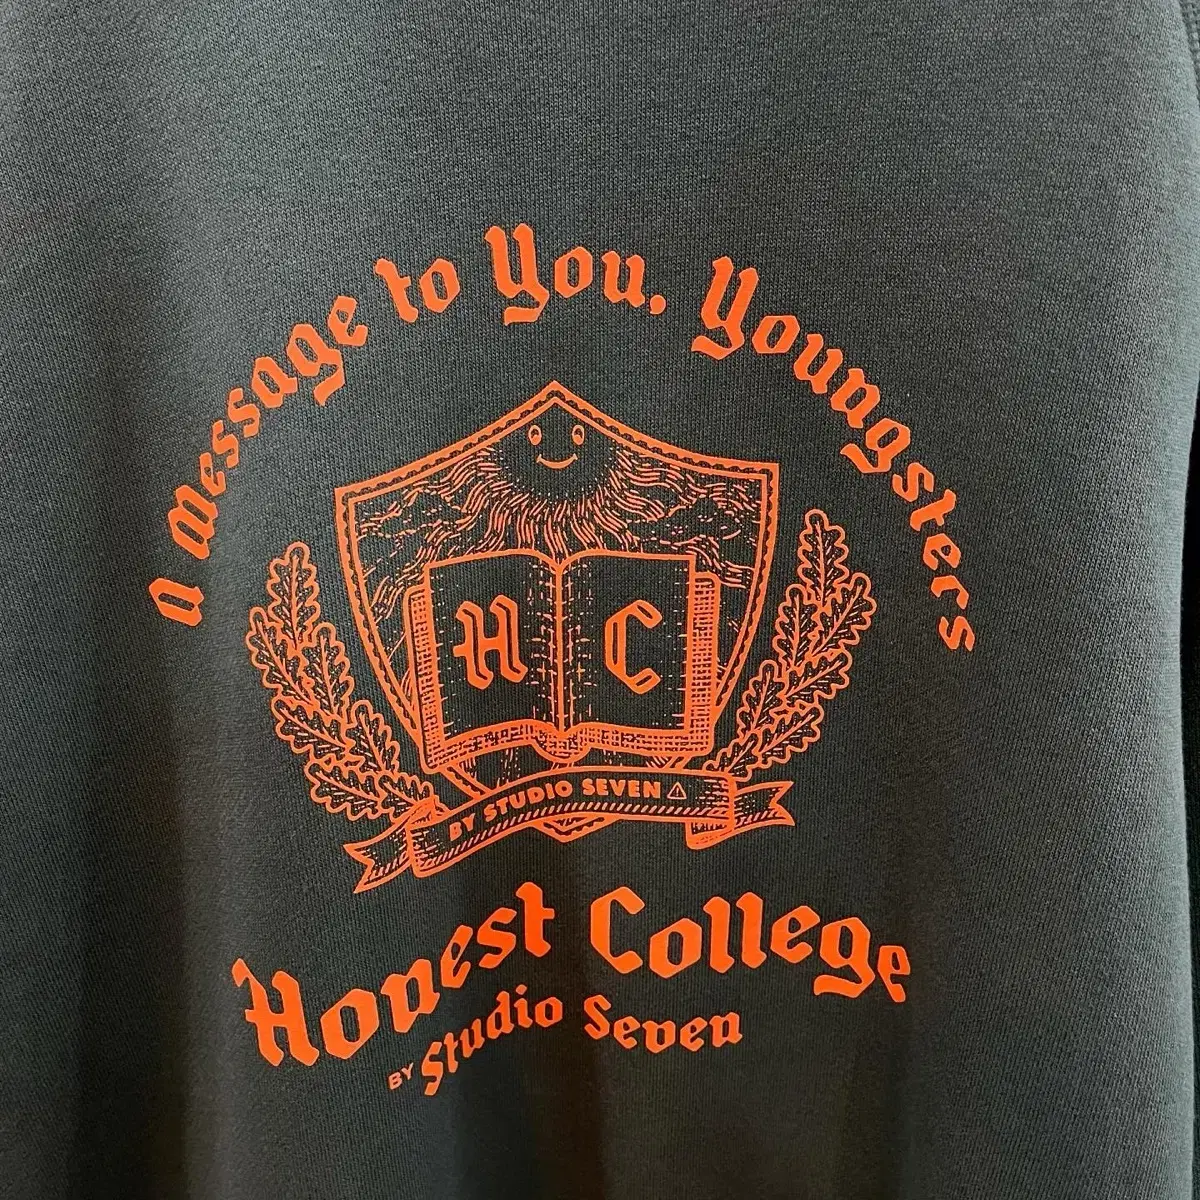 a message to You, Youngsters
H C
BY STUDIO SEVEN ⚠
Honest College
BY Studio Seven